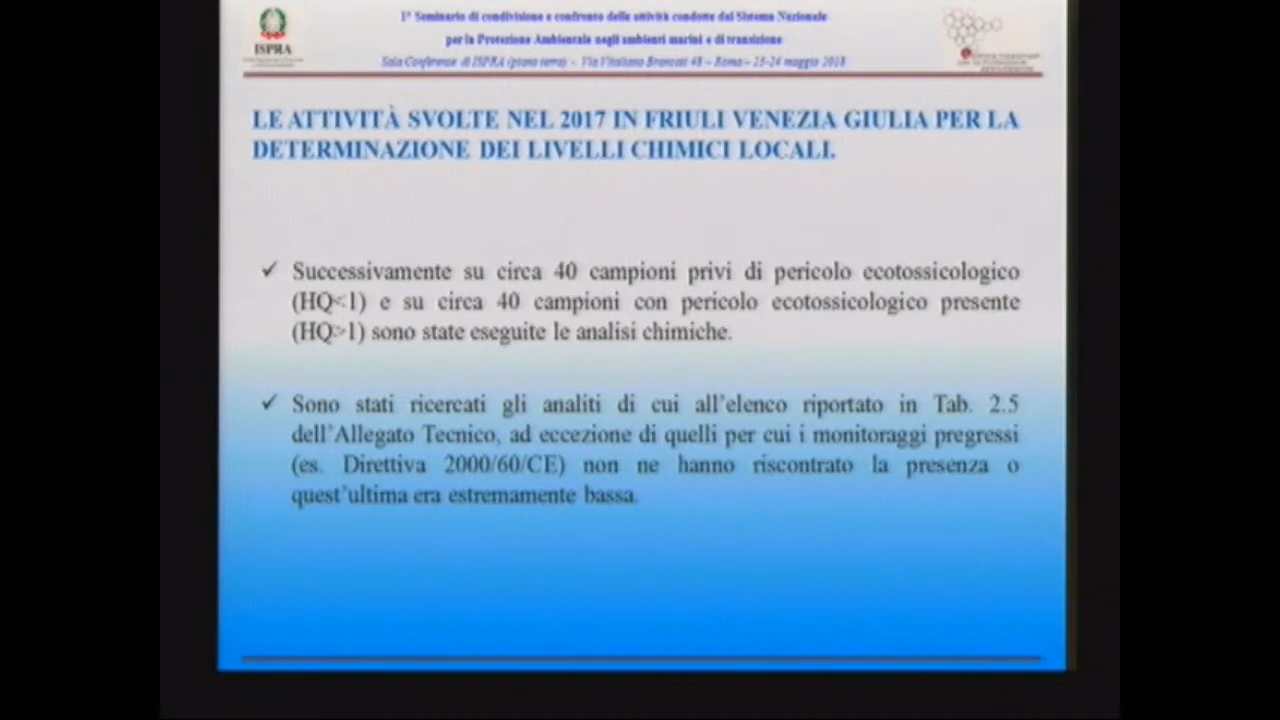 1° Seminario di condivisione e confronto delle attività condotte dal Sistema Nazionale
per la Protezione Ambientale negli ambienti marini e di transizione
Sala Conferenze di ISPRA (piano terra) - Via Vitaliano Brancati 48 – Roma – 23-24 maggio 2018
ISPRA
LE ATTIVITÀ SVOLTE NEL 2017 IN FRIULI VENEZIA GIULIA PER LA
DETERMINAZIONE DEI LIVELLI CHIMICI LOCALI.
✓ Successivamente su circa 40 campioni privi di pericolo ecotossicologico
(HQ<1) e su circa 40 campioni con pericolo ecotossicologico presente
(HQ>1) sono state eseguite le analisi chimiche.
✓ Sono stati ricercati gli analiti di cui all'elenco riportato in Tab. 2.5
dell'Allegato Tecnico, ad eccezione di quelli per cui i monitoraggi pregressi
(es. Direttiva 2000/60/CE) non ne hanno riscontrato la presenza o
quest'ultima era estremamente bassa.